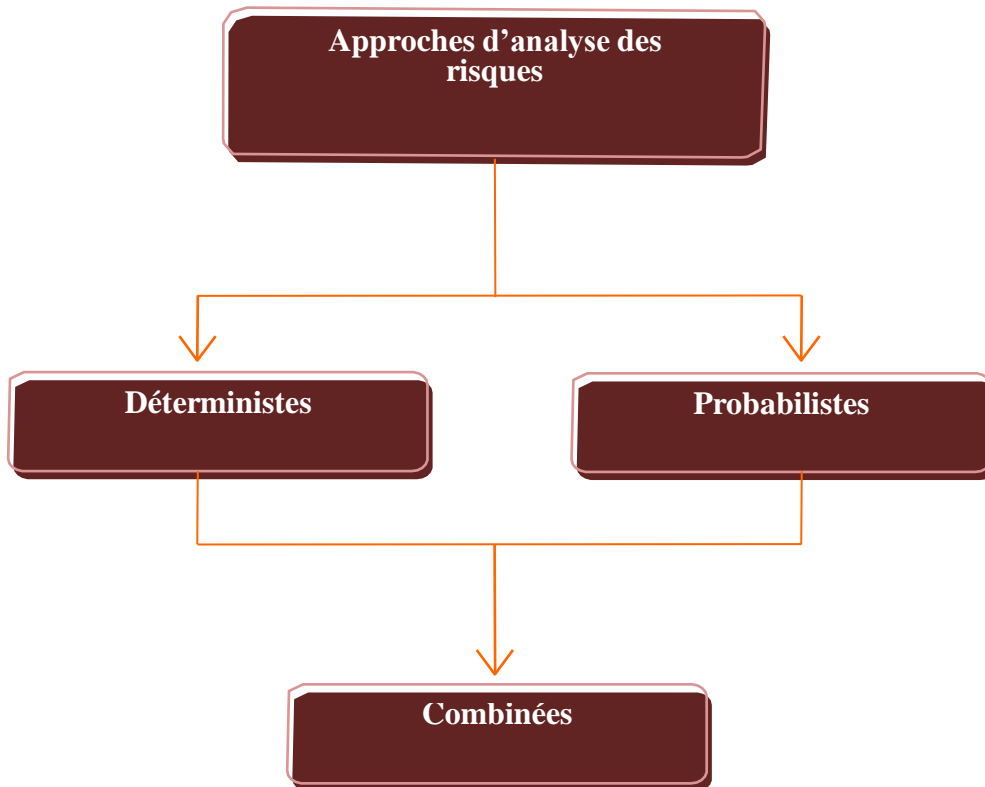 Approches d’analyse des
risques
Déterministes
Probabilistes
Combinées